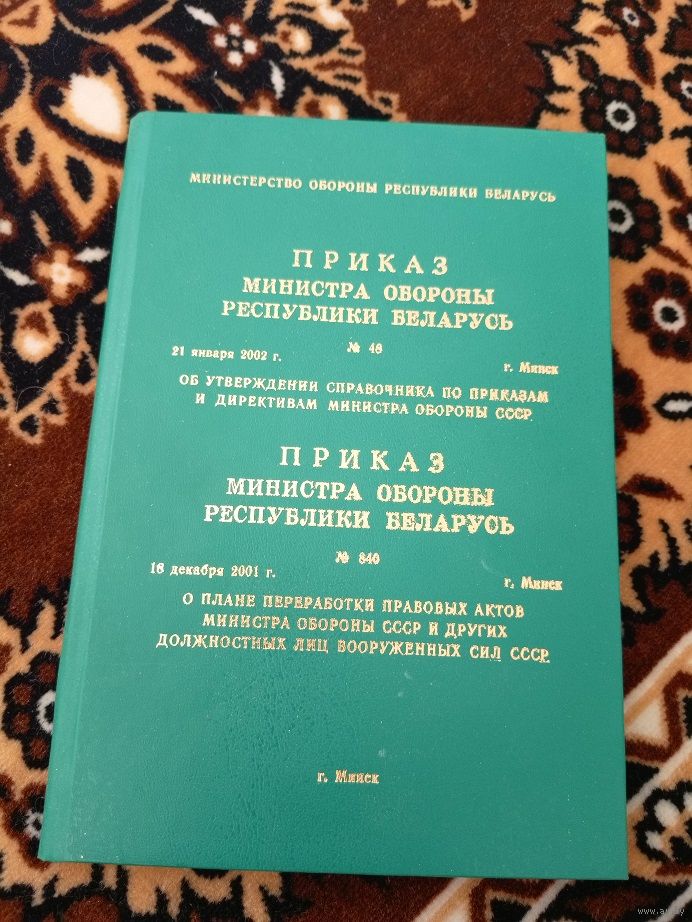 МИНИСТЕРСТВО ОБОРОНЫ РЕСПУБЛИКИ БЕЛАРУСЬ
ПРИКАЗ
МИНИСТРА ОБОРОНЫ
РЕСПУБЛИКИ БЕЛАРУСЬ
21 января 2002 г. № 48 г. Минск
ОБ УТВЕРЖДЕНИИ СПРАВОЧНИКА ПО ПРИКАЗАМ
И ДИРЕКТИВАМ МИНИСТРА ОБОРОНЫ СССР
ПРИКАЗ
МИНИСТРА ОБОРОНЫ
РЕСПУБЛИКИ БЕЛАРУСЬ
18 декабря 2001 г. № 840 г. Минск
О ПЛАНЕ ПЕРЕРАБОТКИ ПРАВОВЫХ АКТОВ
МИНИСТРА ОБОРОНЫ СССР И ДРУГИХ
ДОЛЖНОСТНЫХ ЛИЦ ВООРУЖЕННЫХ СИЛ СССР
г. Минск